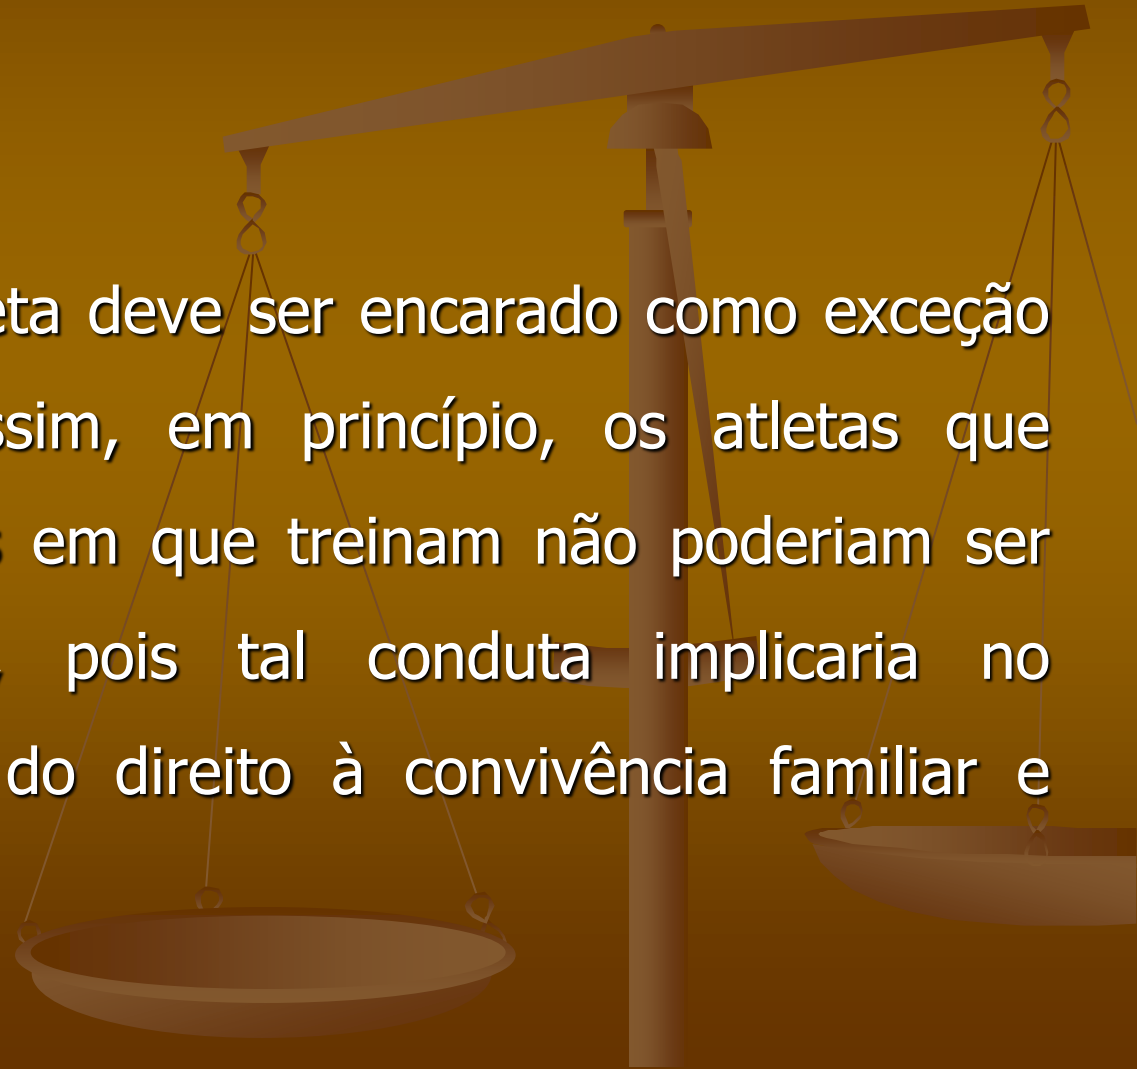 eta deve ser encarado como exceção
ssim, em princípio, os atletas que
em que treinam não poderiam ser
pois tal conduta implicaria no
do direito à convivência familiar e